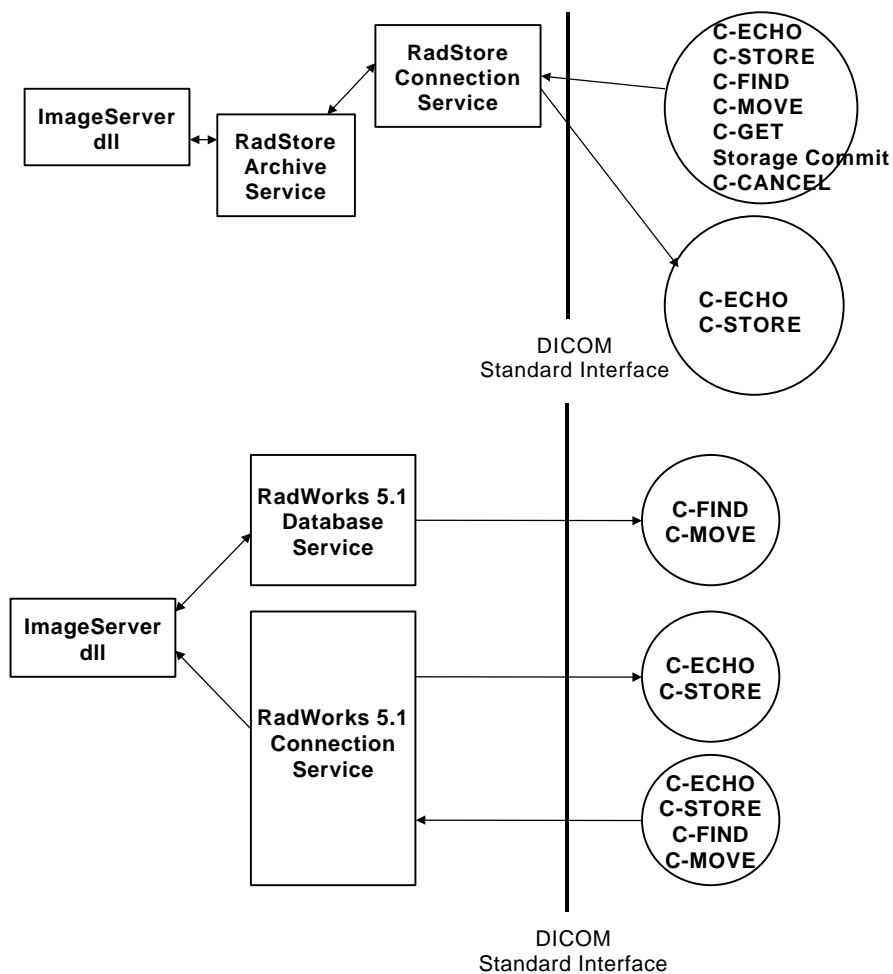 RadStore
Connection
Service
C-ECHO
C-STORE
C-FIND
C-MOVE
C-GET
Storage Commit
C-CANCEL
ImageServer
dll
RadStore
Archive
Service
C-ECHO
C-STORE
DICOM
Standard Interface
RadWorks 5.1
Database
Service
C-FIND
C-MOVE
ImageServer
dll
RadWorks 5.1
Connection
Service
C-ECHO
C-STORE
C-ECHO
C-STORE
C-FIND
C-MOVE
DICOM
Standard Interface